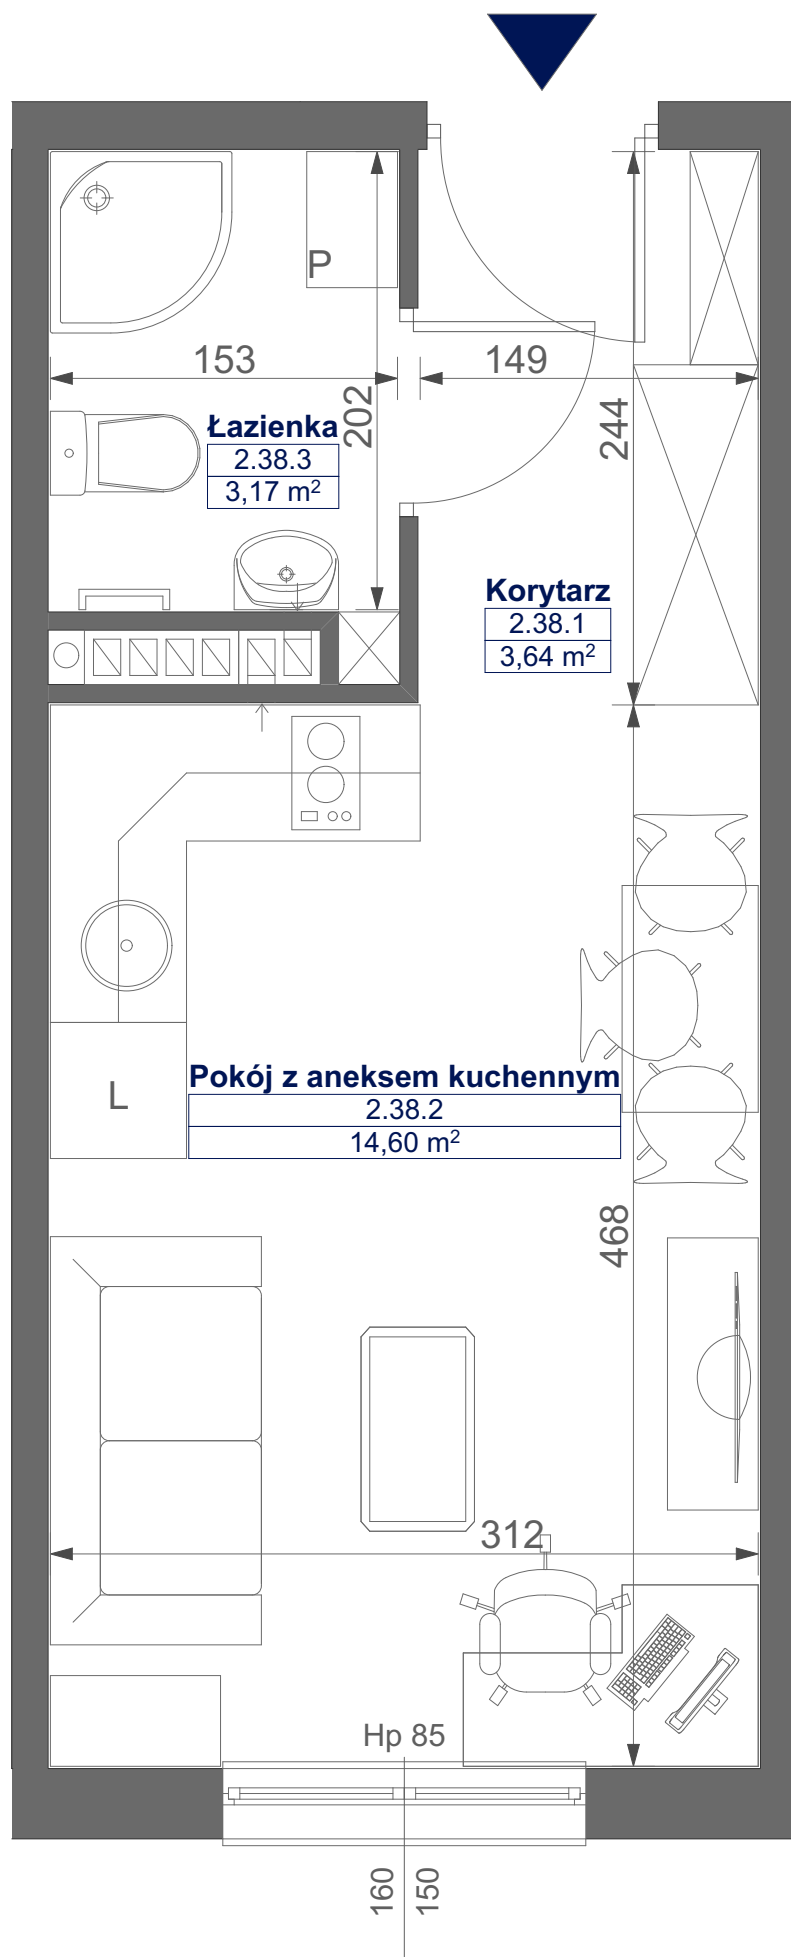 P
153
149
202
244
Łazienka
2.38.3
3,17 m²
Korytarz
2.38.1
3,64 m²
L
Pokój z aneksem kuchennym
2.38.2
14,60 m²
468
312
Hp 85
160
150